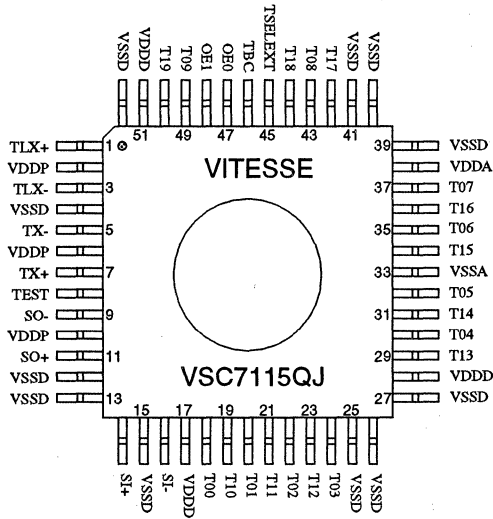 VSSD VDDD T19 T09 OE1 OE0 TBC TSELEXT T18 T08 T17 VSSD VSSD
51 49 47 45 43 41
TLX+ 1 39 VSSD
VDDP VITESSE VDDA
TLX- 3 37 T07
VSSD T16
TX- 5 35 T06
VDDP T15
TX+ 7 33 VSSA
TEST T05
SO- 9 31 T14
VDDP T04
SO+ 11 29 T13
VSSD VSC7115QJ VDDD
VSSD 13 27 VSSD
15 17 19 21 23 25
SI+ VSSD SI- VDDD T00 T10 T01 T11 T02 T12 T03 VSSD VSSD